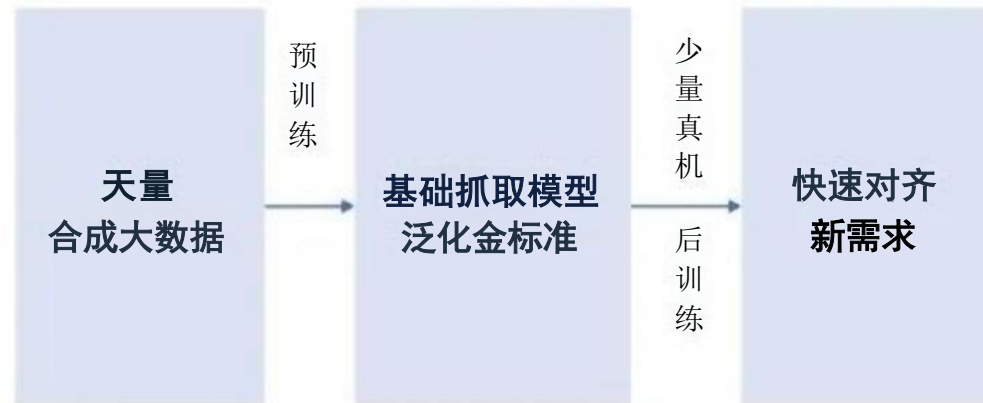 天量
合成大数据
预训练
基础抓取模型
泛化金标准
少量真机
后训练
快速对齐
新需求